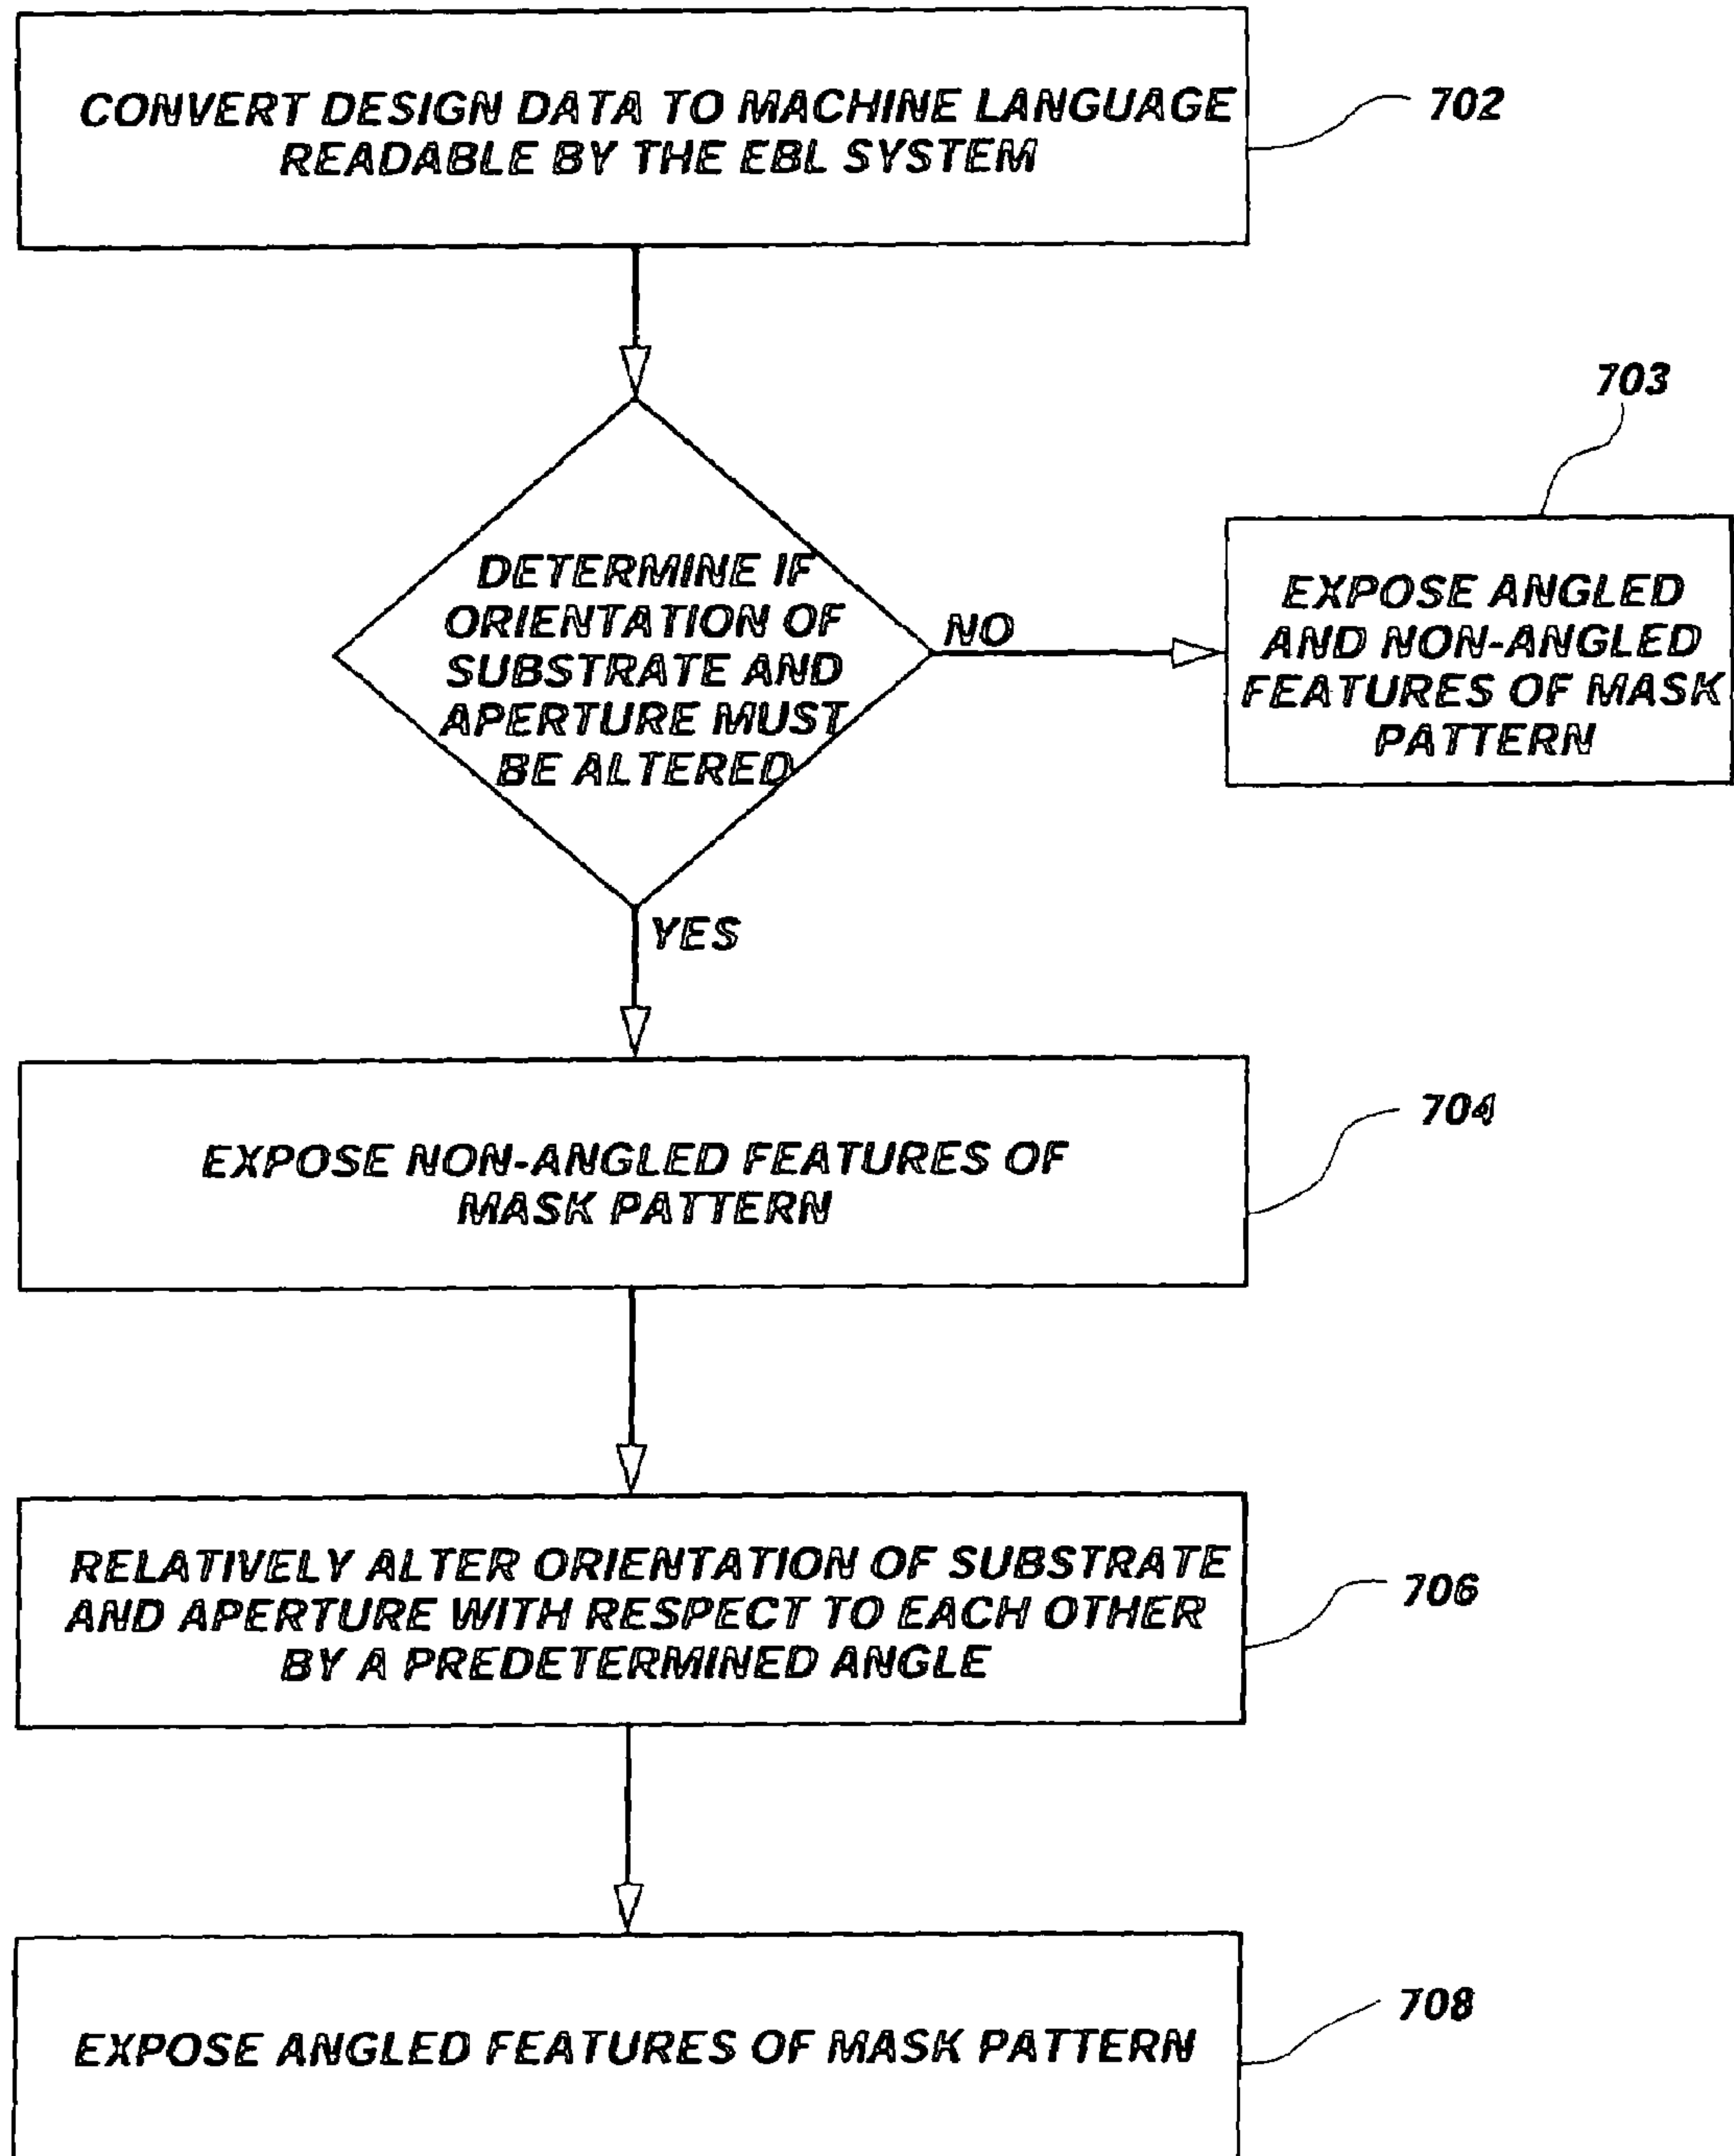 CONVERT DESIGN DATA TO MACHINE LANGUAGE
READABLE BY THE EBL SYSTEM
702
703
DETERMINE IF
ORIENTATION OF
SUBSTRATE AND
APERTURE MUST
BE ALTERED
NO
EXPOSE ANGLED
AND NON-ANGLED
FEATURES OF MASK
PATTERN
YES
704
EXPOSE NON-ANGLED FEATURES OF
MASK PATTERN
RELATIVELY ALTER ORIENTATION OF SUBSTRATE
AND APERTURE WITH RESPECT TO EACH OTHER
BY A PREDETERMINED ANGLE
706
708
EXPOSE ANGLED FEATURES OF MASK PATTERN